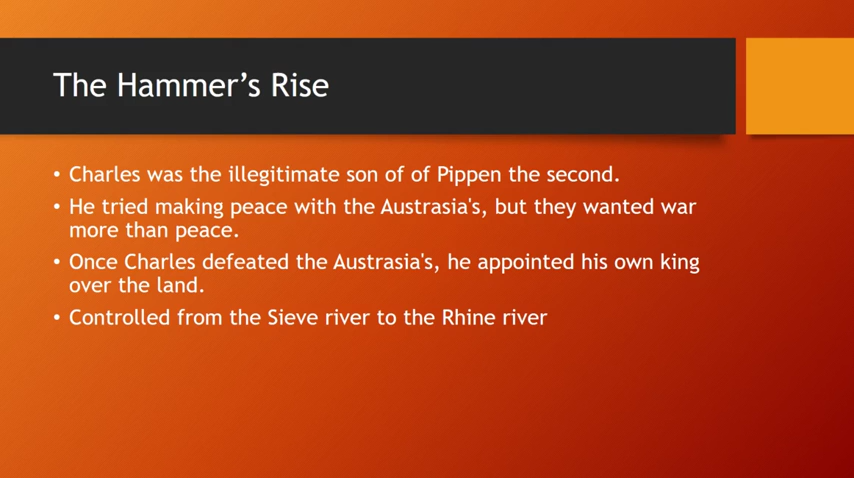 The Hammer’s Rise
• Charles was the illegitimate son of of Pippen the second.
• He tried making peace with the Austrasia's, but they wanted war
more than peace.
• Once Charles defeated the Austrasia's, he appointed his own king
over the land.
• Controlled from the Sieve river to the Rhine river